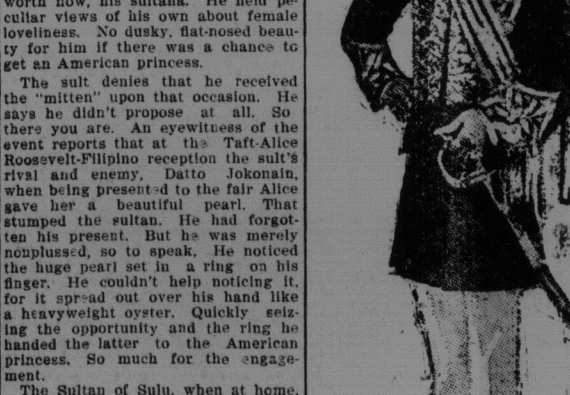 worth now, his sultana. He held pe-
culiar views of his own about female
loveliness. No dusky, flat-nosed beau-
ty for him if there was a chance to
get an American princess.
The sult denies that he received
the "mitten" upon that occasion. He
says he didn't propose at all. So
there you are. An eyewitness of the
event reports that at the Taft-Alice
Roosevelt-Filipino reception the sult's
rival and enemy, Datto Jokonain,
when being presented to the fair Alice
gave her a beautiful pearl. That
stumped the sultan. He had forgot-
ten his present. But he was merely
nonplussed, so to speak. He noticed
the huge pearl set in a ring on his
finger. He couldn't help noticing it,
for it spread out over his hand like
a heavyweight oyster. Quickly seiz-
ing the opportunity and the ring he
handed the latter to the American
princess. So much for the engage-
ment.
The Sultan of Sulu, when at home,